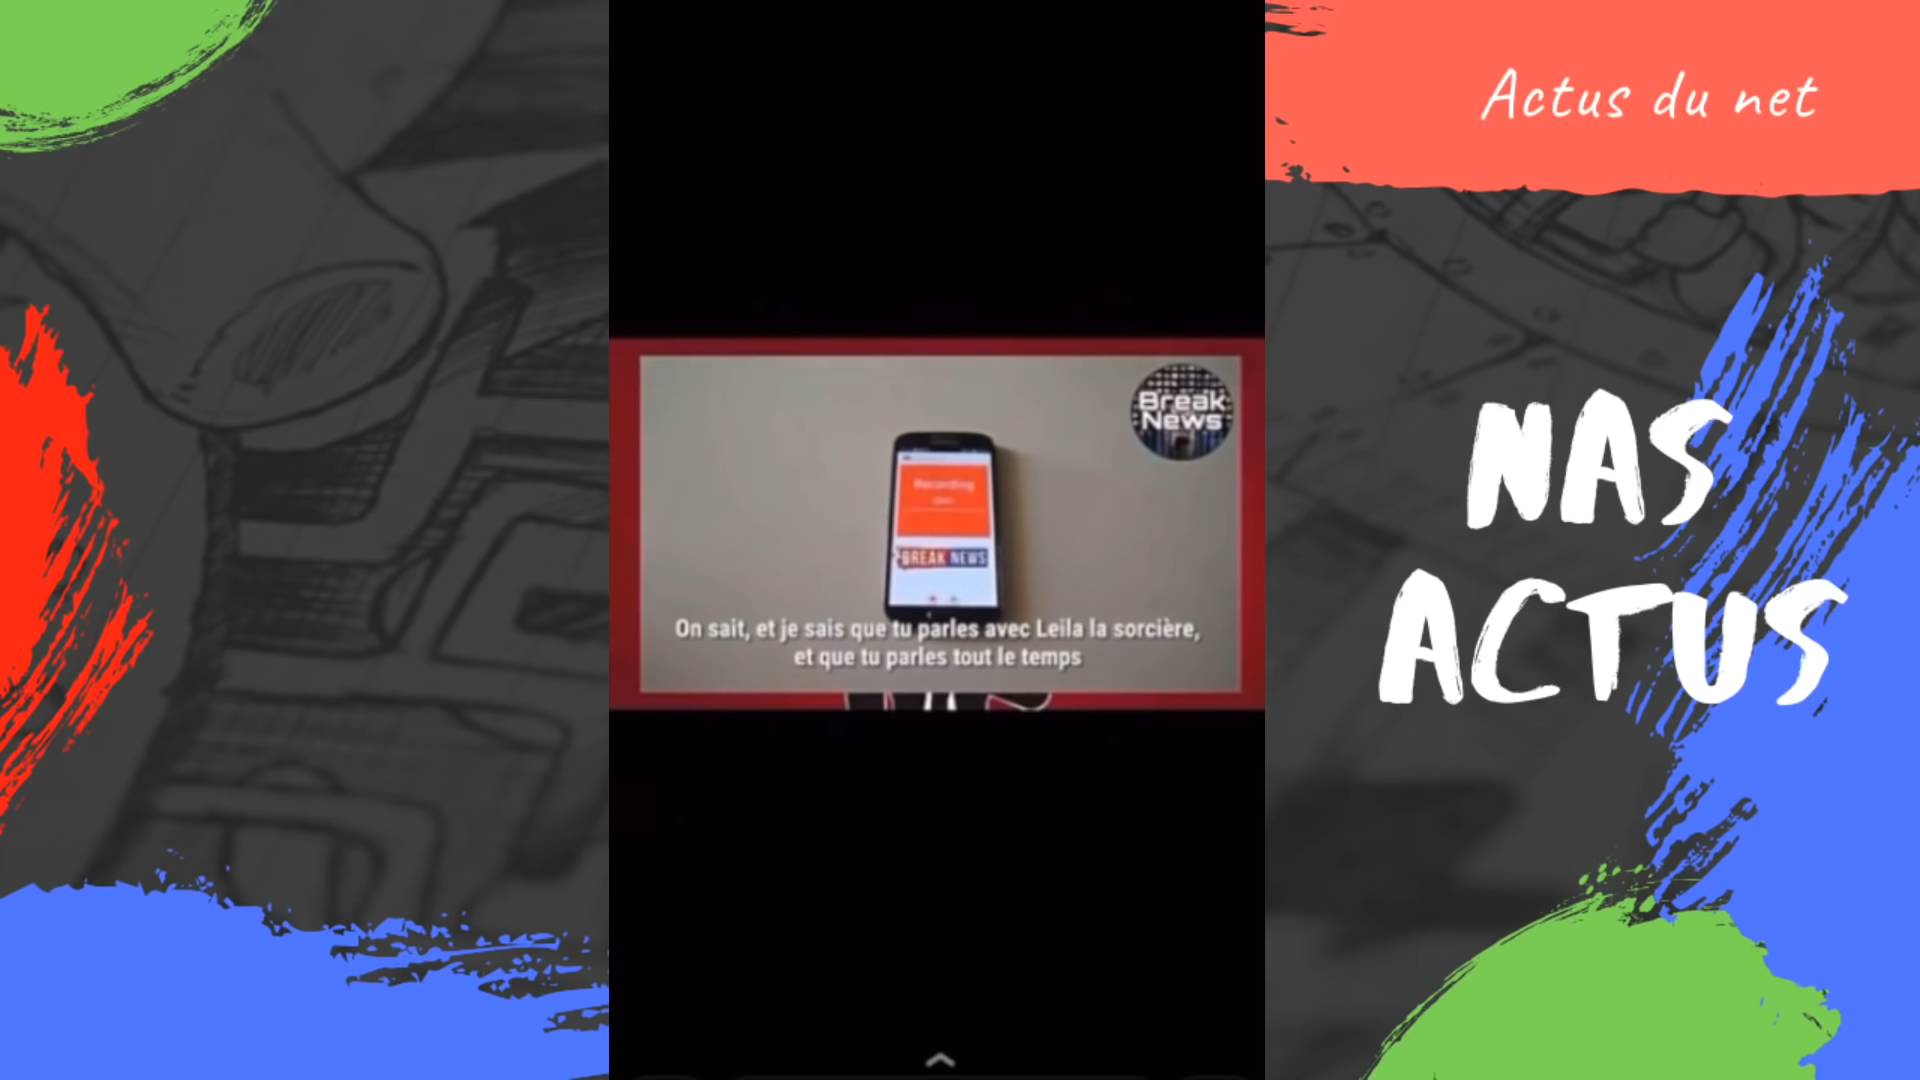 Actus du net
Break
News
Recording
BREAK NEWS
On sait, et je sais que tu parles avec Leila la sorcière,
et que tu parles tout le temps
NAS
ACTUS